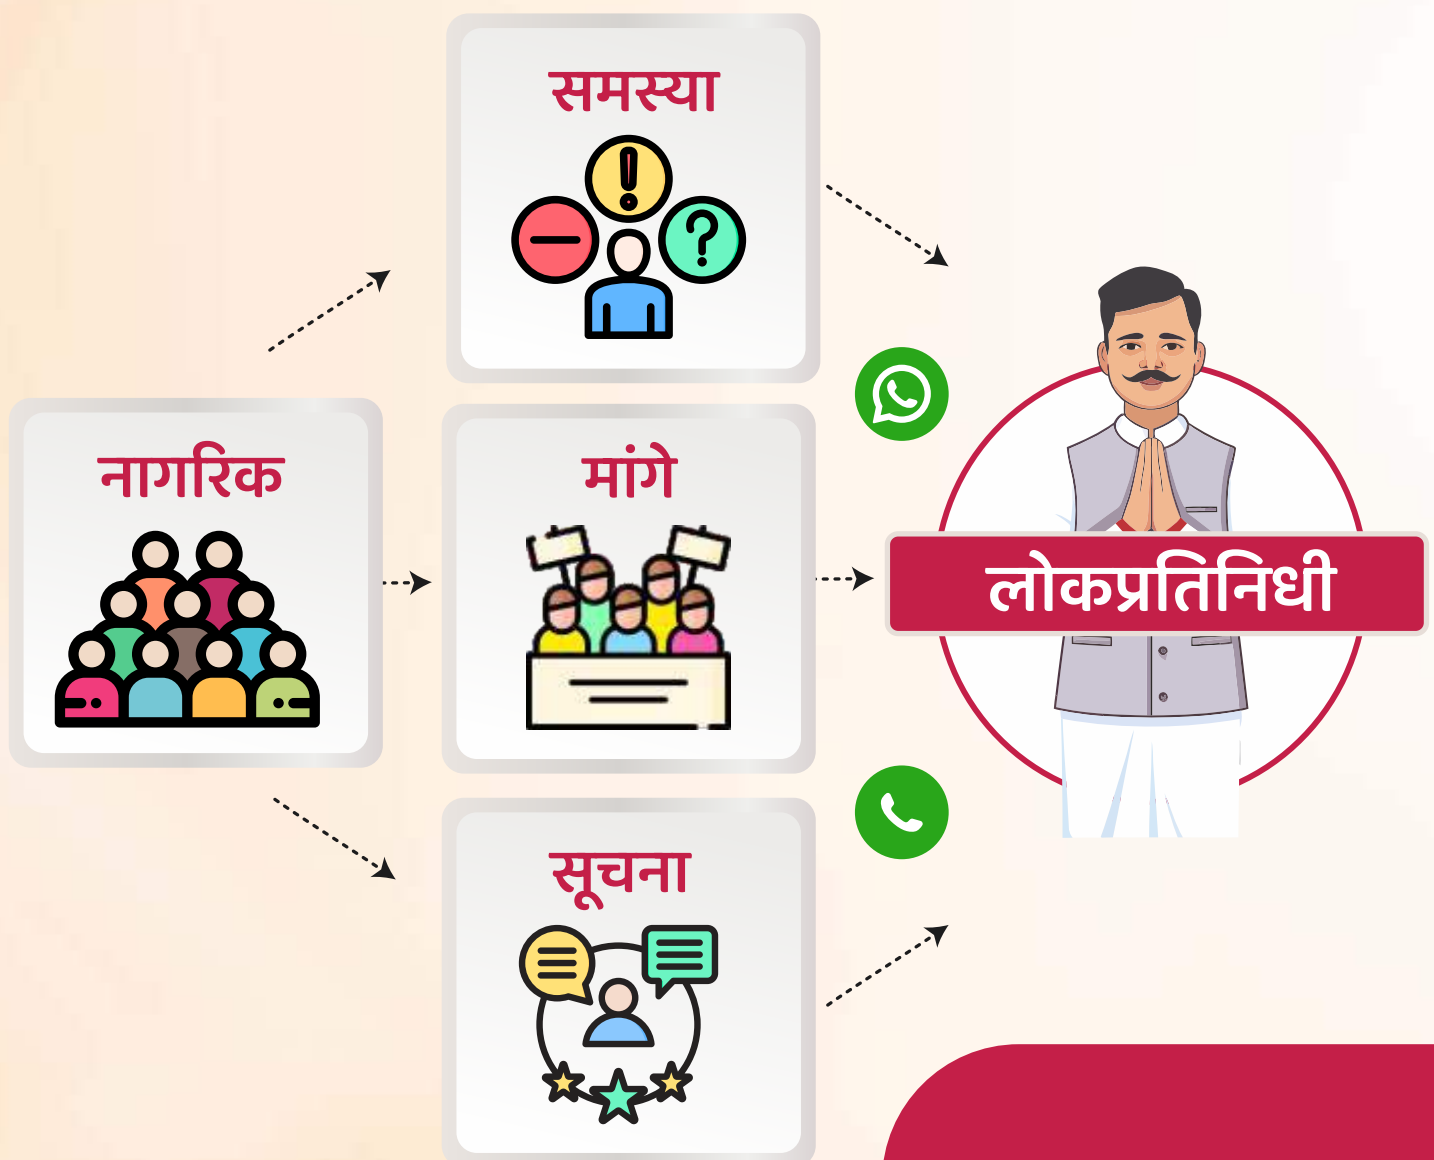 समस्या
नागरिक
मांगे
लोकप्रतिनिधी
सूचना